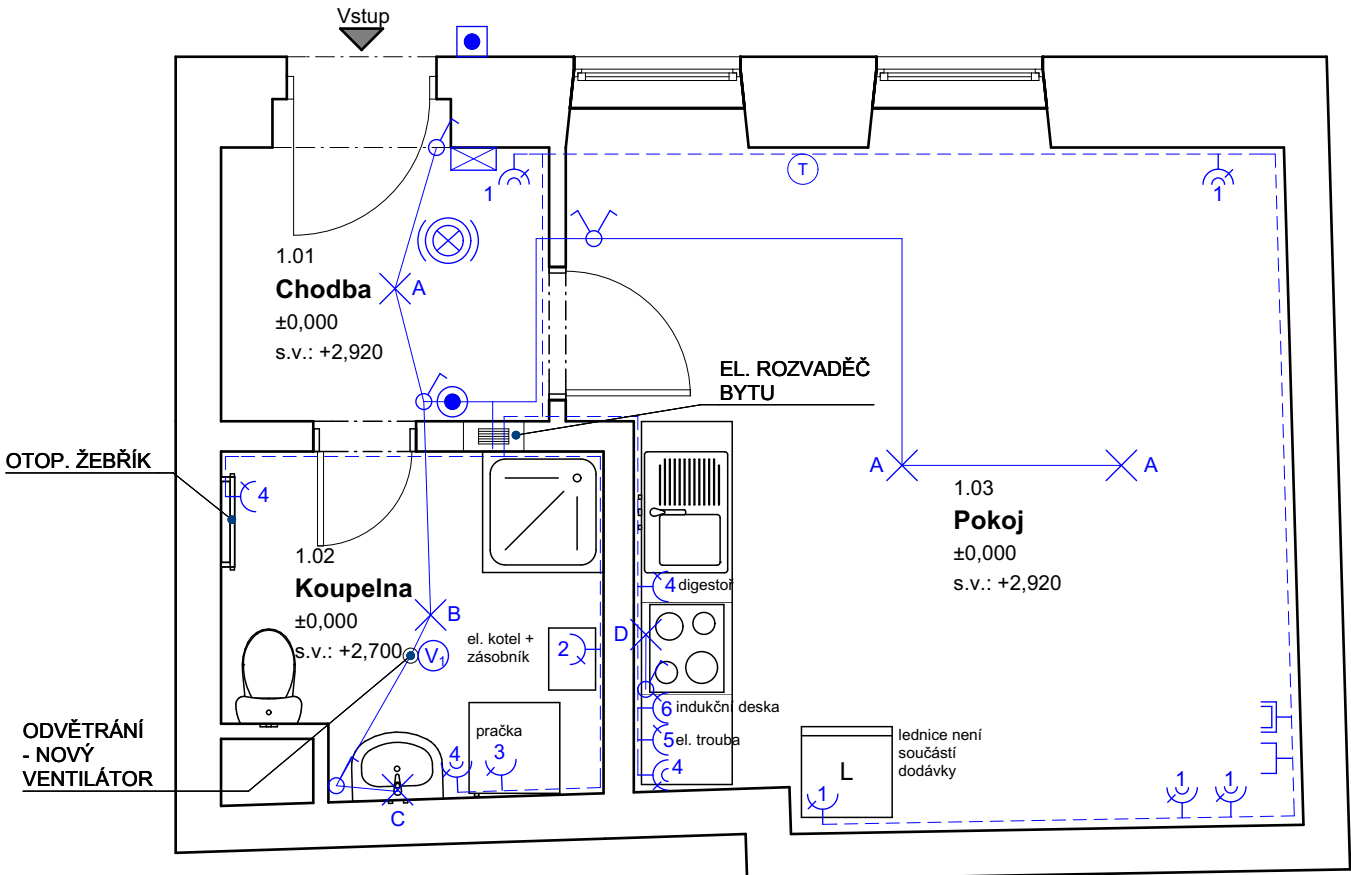 Vstup
1
T
1
1.01
Chodba
±0,000
s.v.: +2,920
A
EL. ROZVADĚČ
BYTU
OTOP. ŽEBŘÍK
4
A
A
1.03
Pokoj
±0,000
s.v.: +2,920
1.02
Koupelna
±0,000
s.v.: +2,700
B
V1
el. kotel +
zásobník
2
4
digestoř
D
6
indukční deska
5
el. trouba
4
ODVĚTRÁNÍ
- NOVÝ
VENTILÁTOR
pračka
4
3
C
L
lednice není
součástí
dodávky
1
1
1